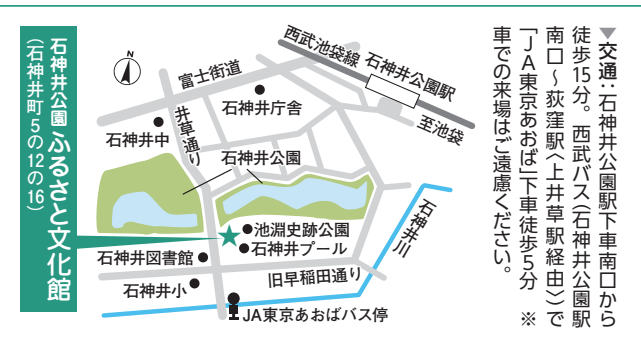 ▼交通:石神井公園駅下車南口から
徒歩15分。西武バス〈石神井公園駅
南口~荻窪駅〈上井草駅経由〉〉で
「JA東京あおば」下車徒歩5分 ※
車での来場はご遠慮ください。
石神井公園 ふるさと文化館
(石神井町5の12の16)
N
富士街道
西武池袋線
石神井公園駅
至池袋
石神井庁舎
石神井中
井草通り
石神井公園
石神井川
池淵史跡公園
石神井プール
石神井図書館
旧早稲田通り
石神井小
JA東京あおばバス停